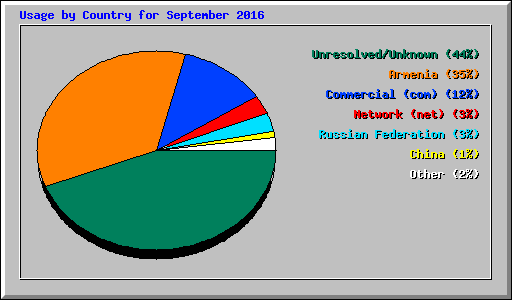 Usage by Country for September 2016
Unresolved/Unknown (44%)
Armenia (35%)
Commercial (com) (12%)
Network (net) (3%)
Russian Federation (3%)
China (1%)
Other (2%)